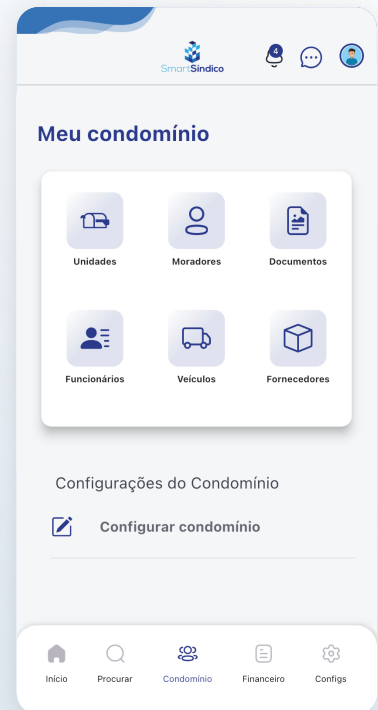 4
SmartSíndico
Meu condomínio
Unidades Moradores Documentos
Funcionários Veículos Fornecedores
Configurações do Condomínio
Configurar condomínio
Início Procurar Condomínio Financeiro Configs